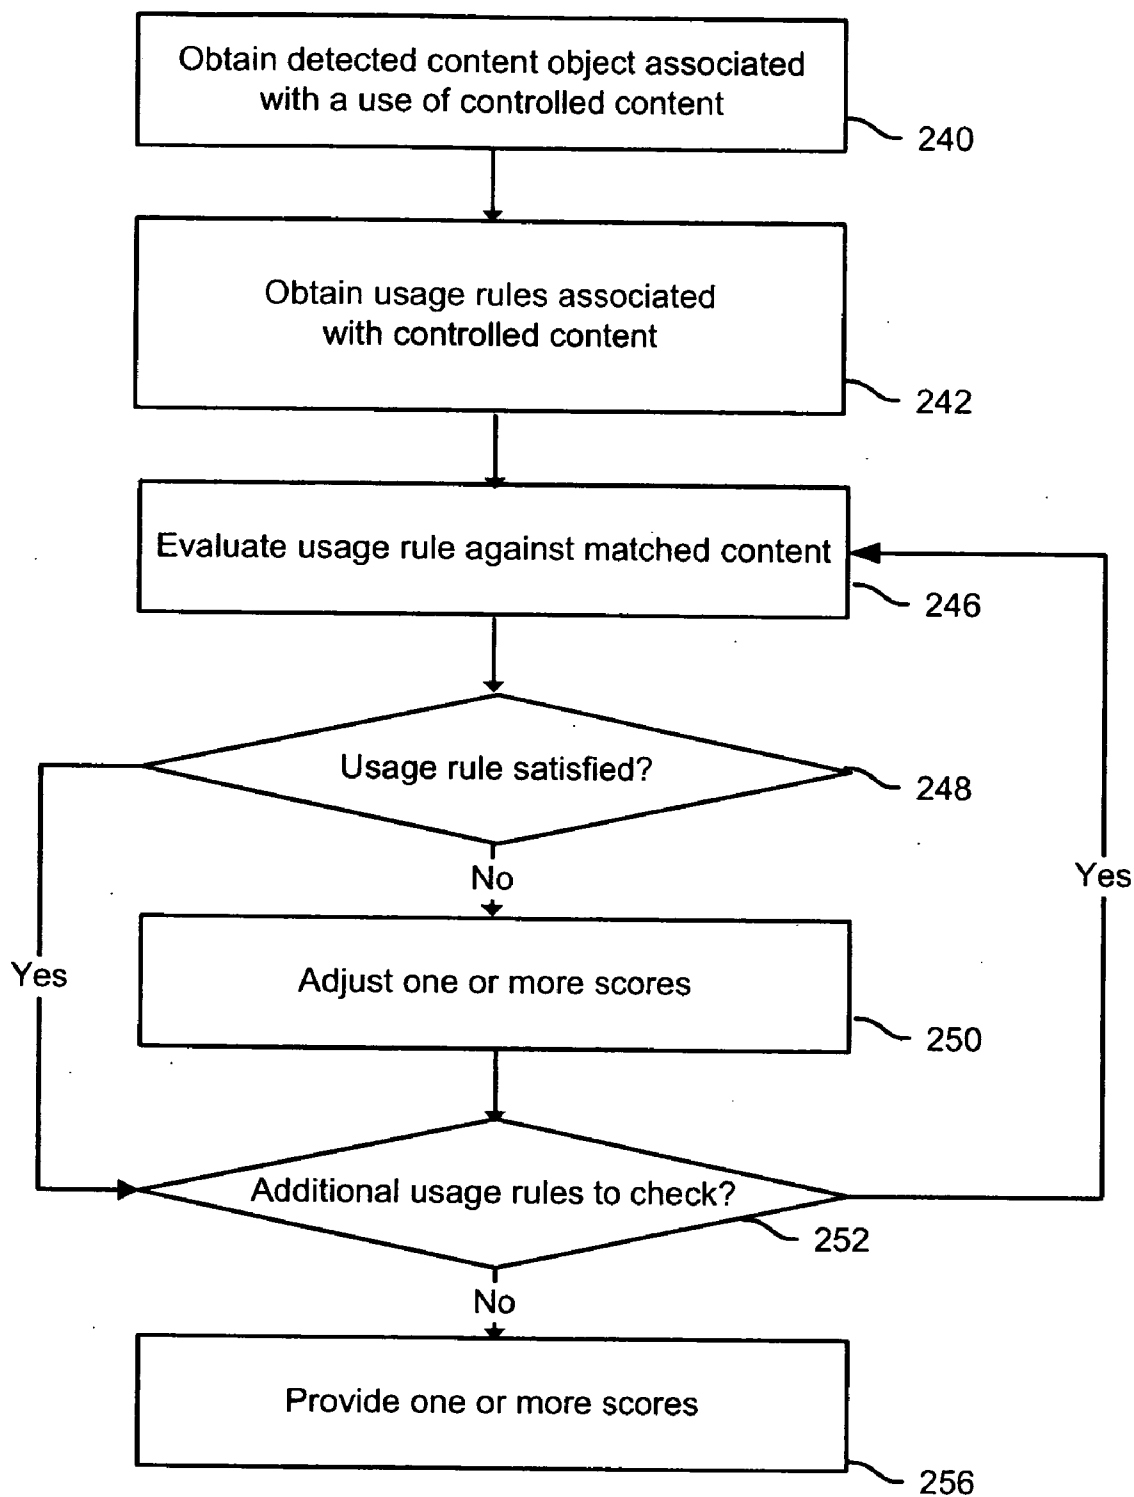 Obtain detected content object associated
with a use of controlled content
240
Obtain usage rules associated
with controlled content
242
Evaluate usage rule against matched content
246
Usage rule satisfied?
248
No
Yes
Yes
Adjust one or more scores
250
Additional usage rules to check?
252
No
Provide one or more scores
256